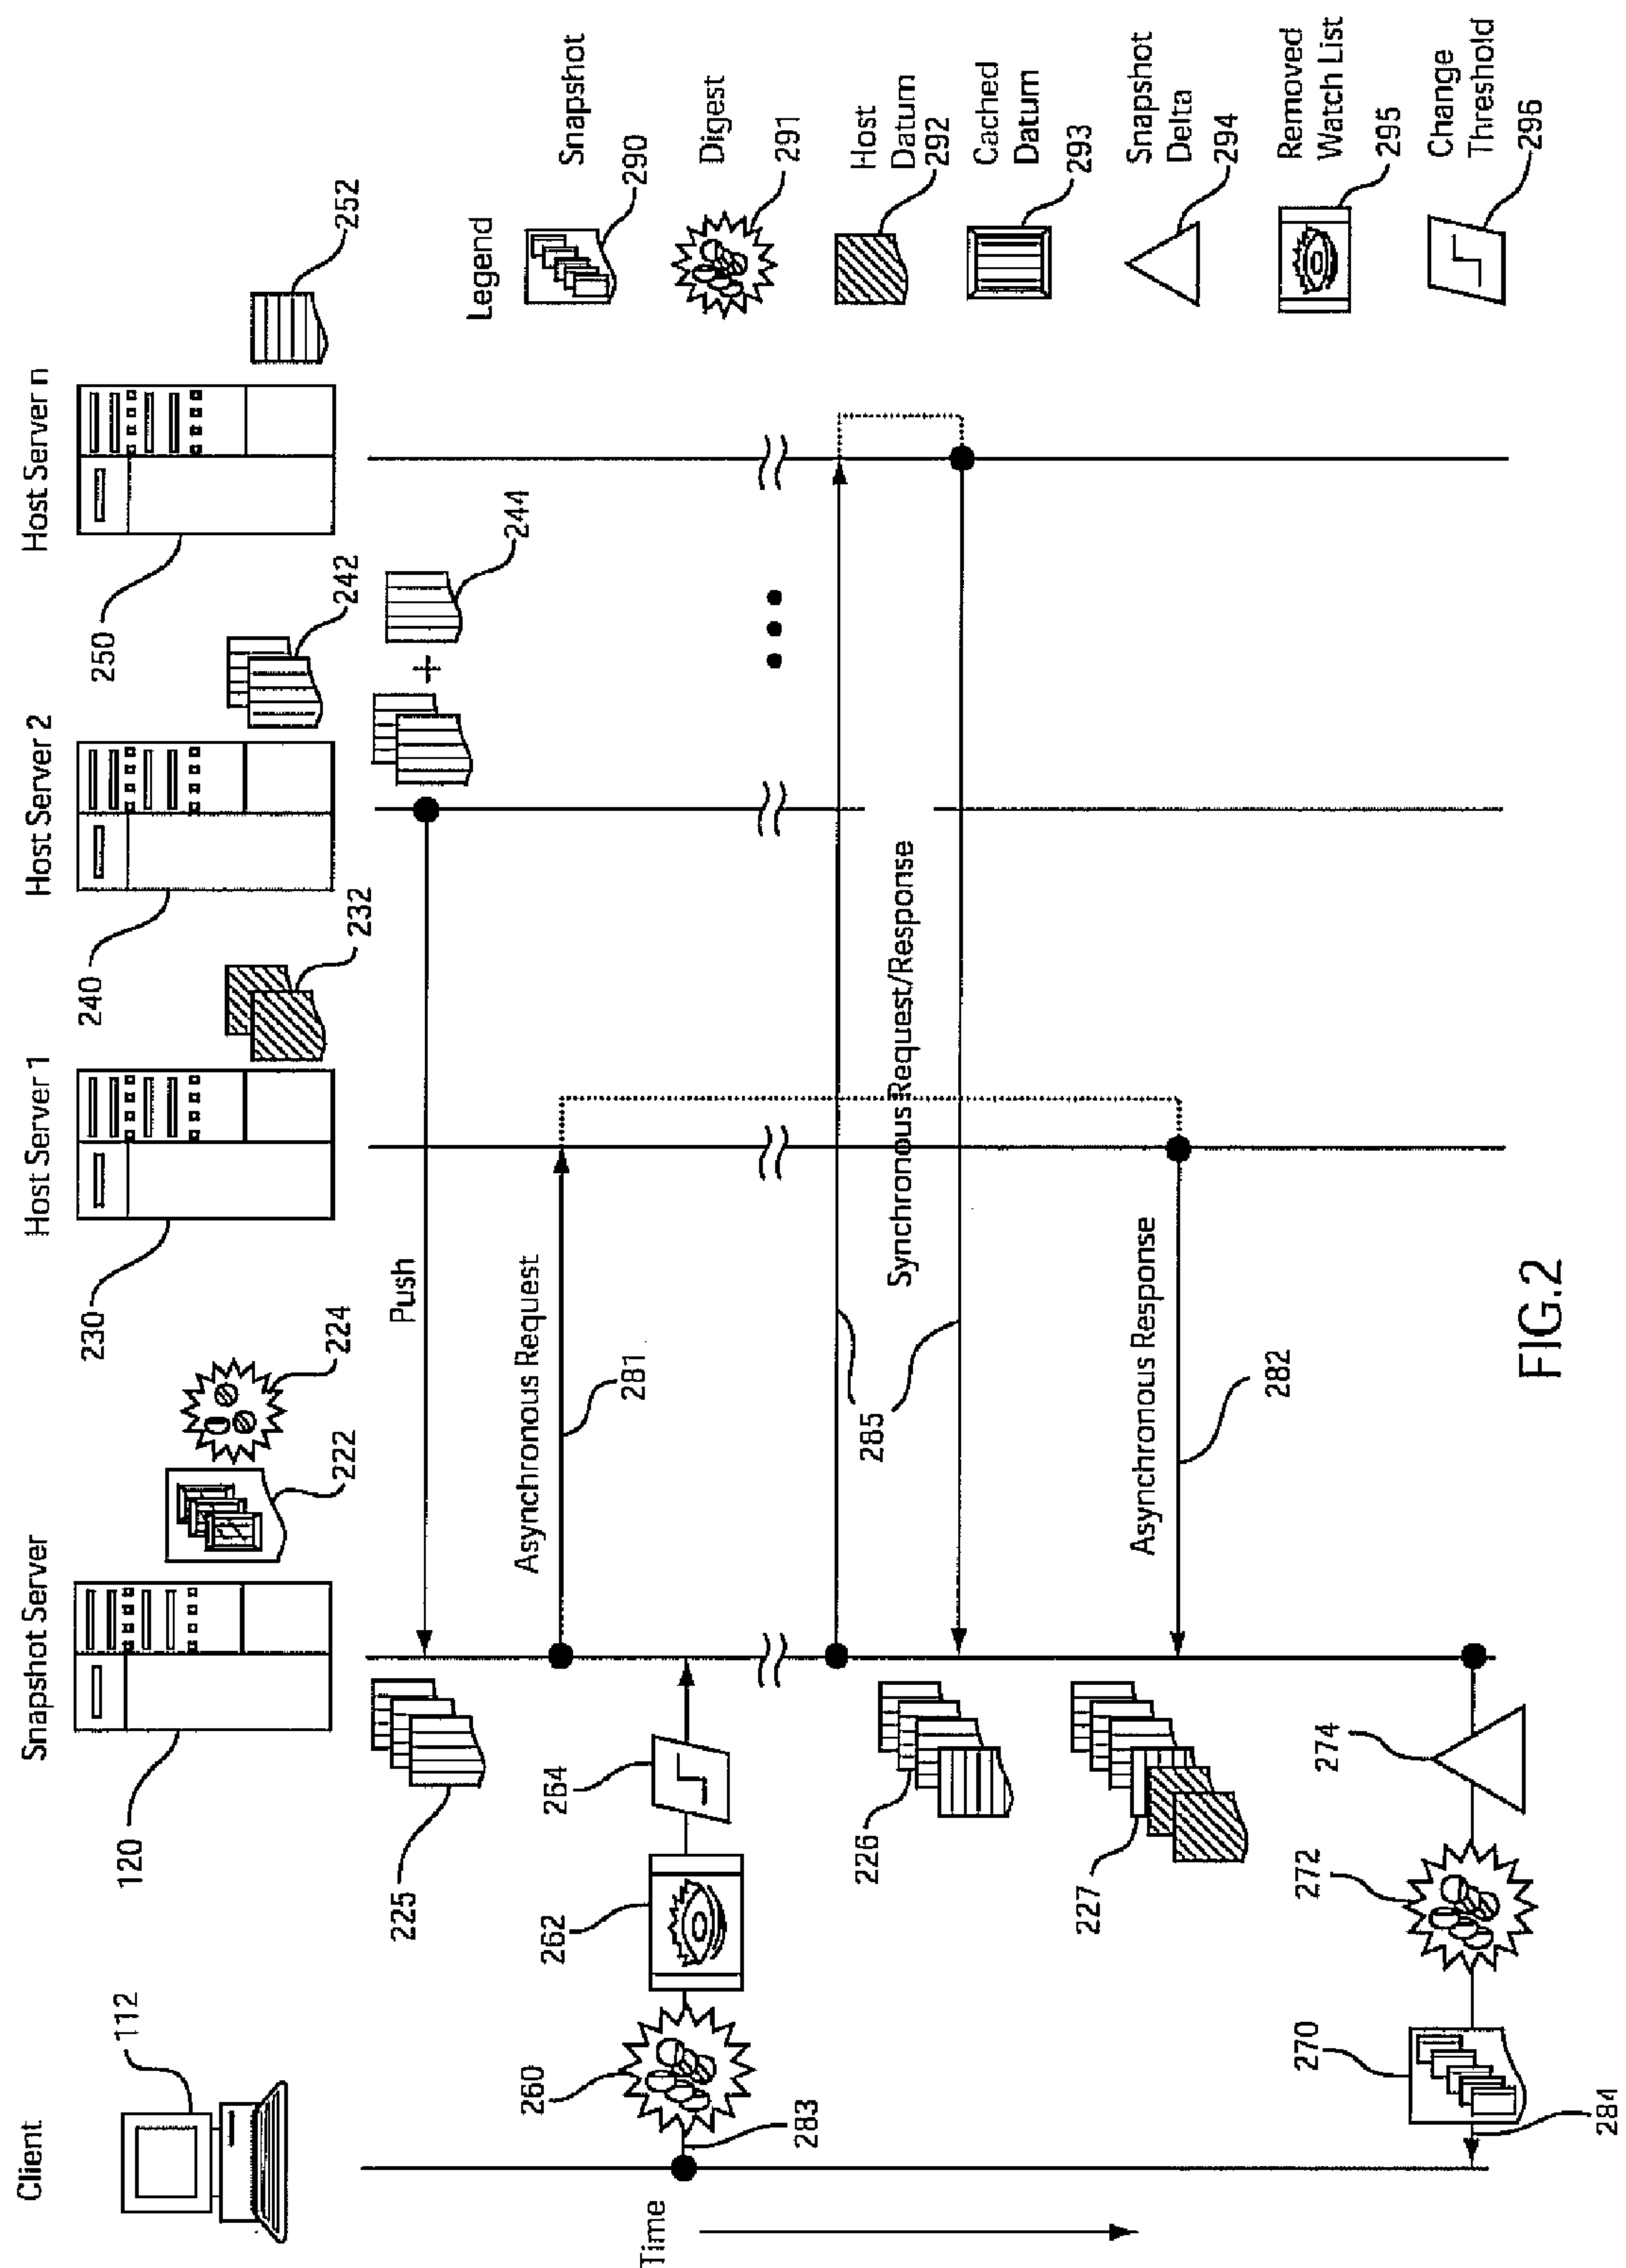 Client
Snapshot Server
Host Server 1
Host Server 2
Host Server n
112
120
222
224
230
232
240
242
250
252
244
225
Push
Asynchronous Request
281
Time
260
283
262
264
285
Synchronous Request/Response
226
227
Asynchronous Response
282
270
284
272
274
Legend
Snapshot
290
Digest
291
Host
Datum
292
Cached
Datum
293
Snapshot
Delta
294
Removed
Watch List
295
Change
Threshold
296
FIG.2